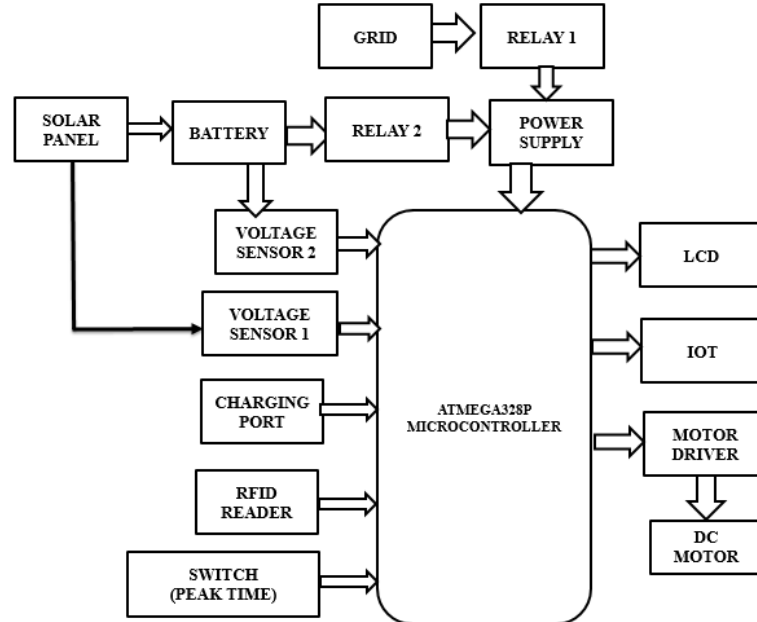 GRID
RELAY 1
SOLAR
PANEL
BATTERY
RELAY 2
POWER
SUPPLY
VOLTAGE
SENSOR 2
LCD
VOLTAGE
SENSOR 1
IOT
CHARGING
PORT
ATMEGA328P
MICROCONTROLLER
MOTOR
DRIVER
RFID
READER
DC
MOTOR
SWITCH
(PEAK TIME)